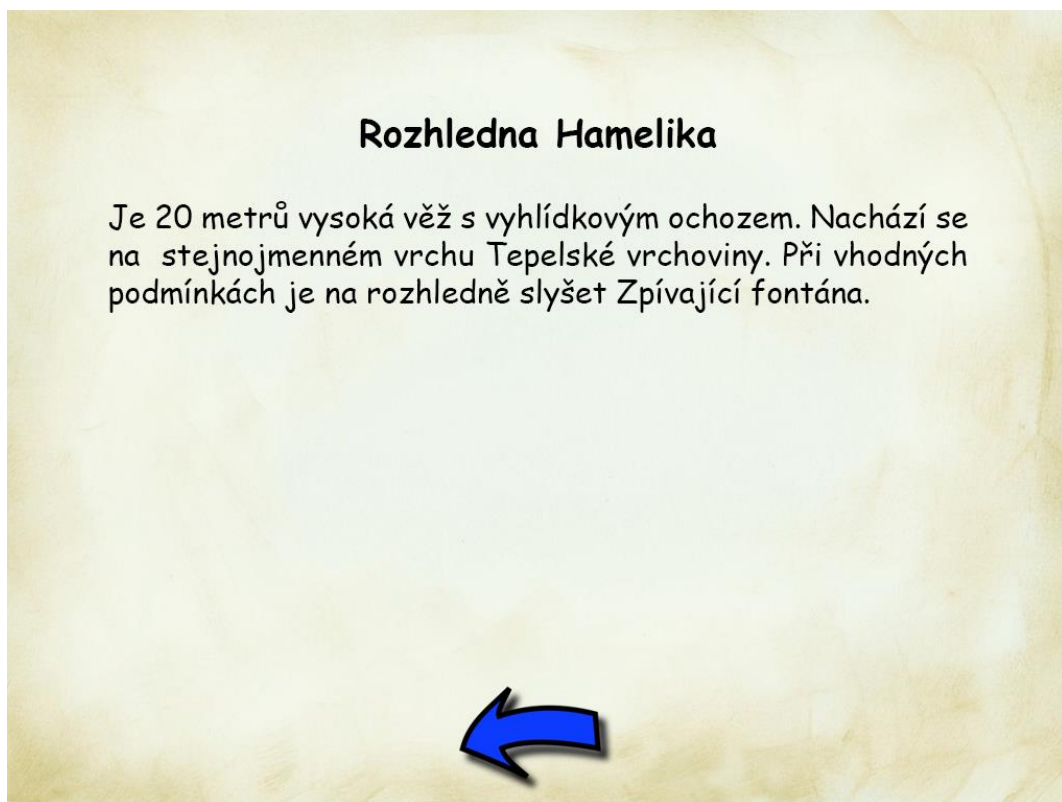 Rozhledna Hamelika
Je 20 metrů vysoká věž s vyhlídkovým ochozem. Nachází se
na  stejnojmenném vrchu Tepelské vrchoviny. Při vhodných
podmínkách je na rozhledně slyšet Zpívající fontána.